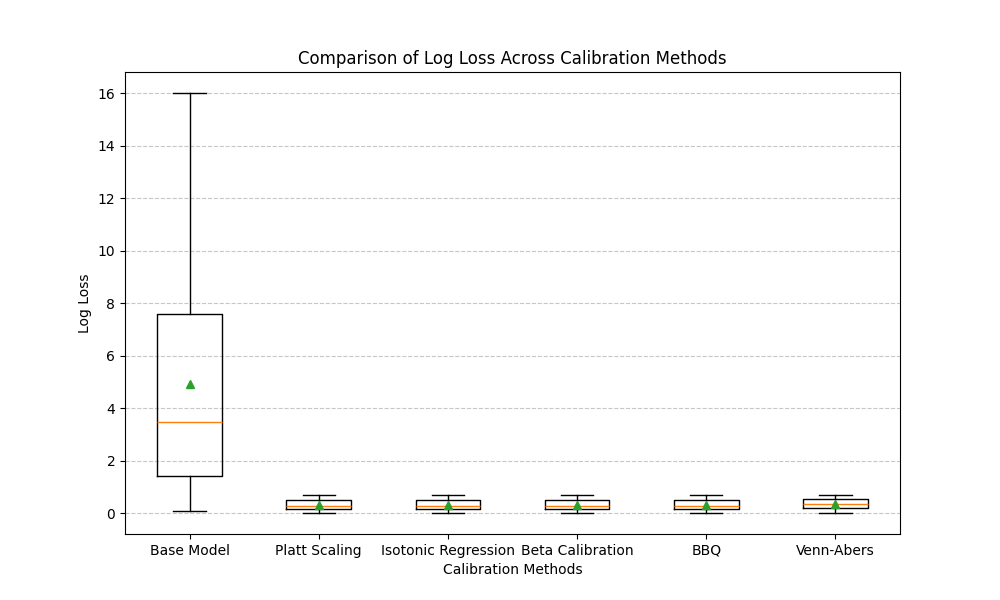 Comparison of Log Loss Across Calibration Methods
Log Loss
16
14
12
10
8
6
4
2
0
Base Model Platt Scaling Isotonic Regression Beta Calibration BBQ Venn-Abers
Calibration Methods